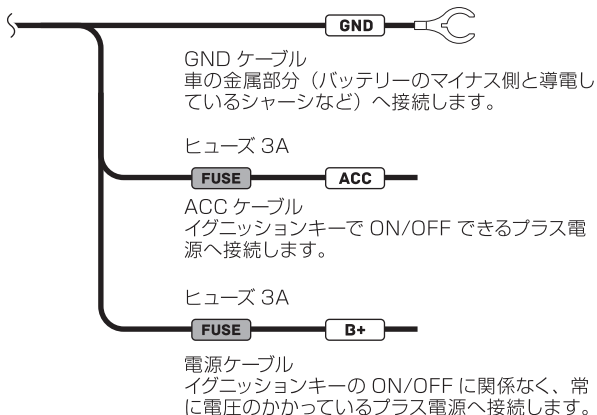 GND
GND ケーブル
車の金属部分（バッテリーのマイナス側と導電し
ているシャーシなど）へ接続します。
ヒューズ 3A
FUSE ACC
ACC ケーブル
イグニッションキーで ON/OFF できるプラス電
源へ接続します。
ヒューズ 3A
FUSE B+
電源ケーブル
イグニッションキーの ON/OFF に関係なく、常
に電圧のかかっているプラス電源へ接続します。